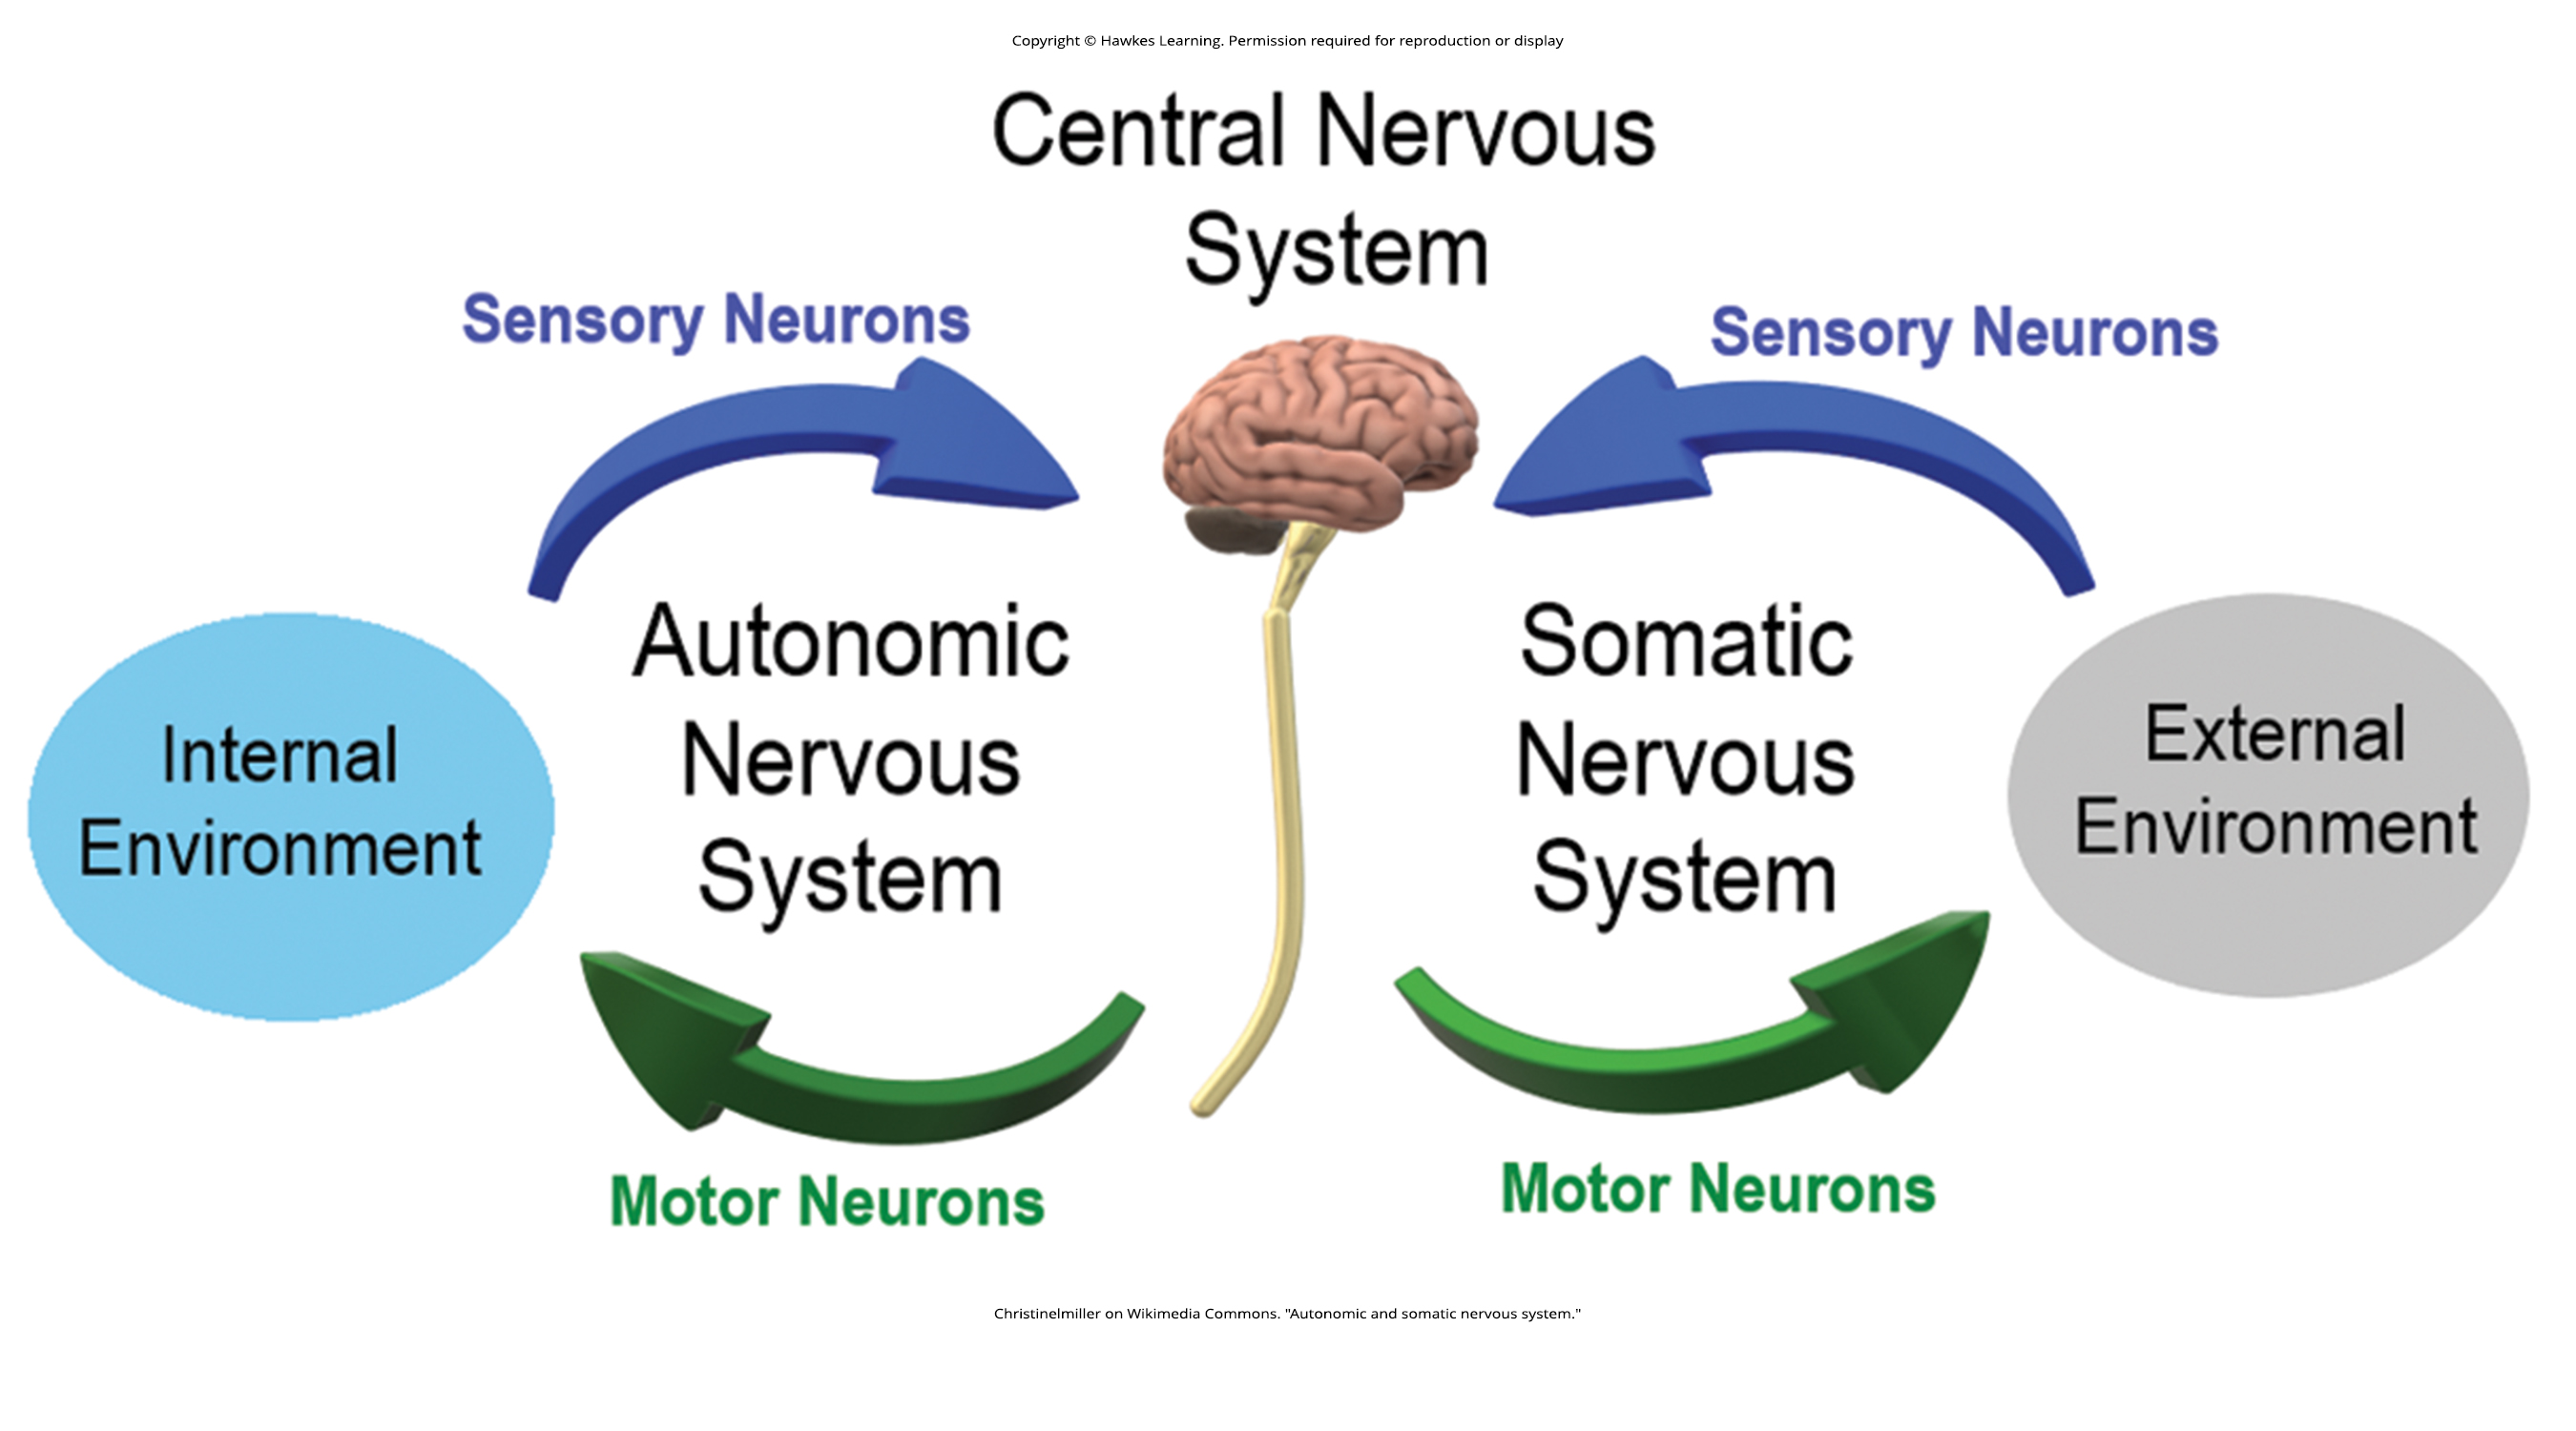 Copyright © Hawkes Learning. Permission required for reproduction or display
Central Nervous
System
Sensory Neurons
Sensory Neurons
Autonomic
Nervous
System
Somatic
Nervous
System
Internal
Environment
External
Environment
Motor Neurons
Motor Neurons
Christinelmiller on Wikimedia Commons. "Autonomic and somatic nervous system."